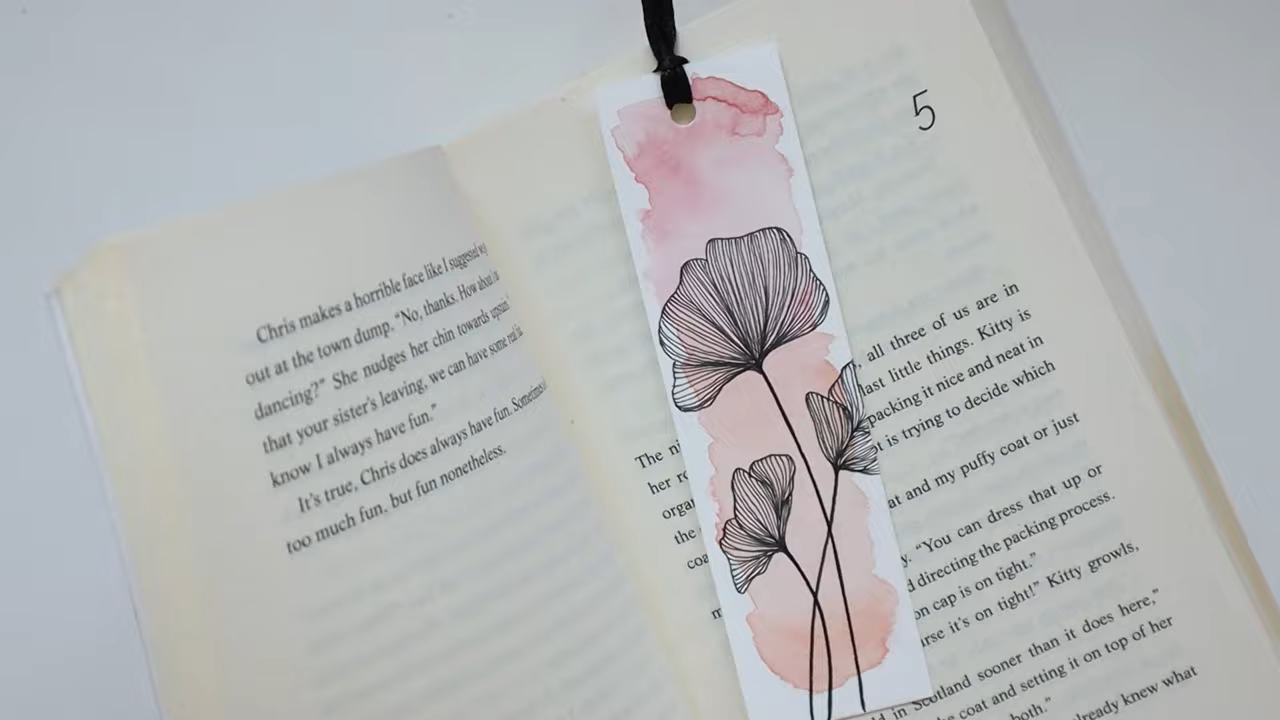 Chris makes a horrible face like I suggested
out at the town dump. “No, thanks. How about
dancing?” She nudges her chin towards
that your sister’s leaving, we can have some
know I always have fun.”
It’s true, Chris does always have fun. Sometimes
too much fun, but fun nonetheless.
5
all three of us are in
last little things. Kitty is
packing it nice and neat in
is trying to decide which
The
her
the
at and my puffy coat or just
“You can dress that up or
directing the packing process.
on cap is on tight.”
it’s on tight!” Kitty growls,
in Scotland sooner than it does here,”
coat and setting it on top of her
both.”
already knew what